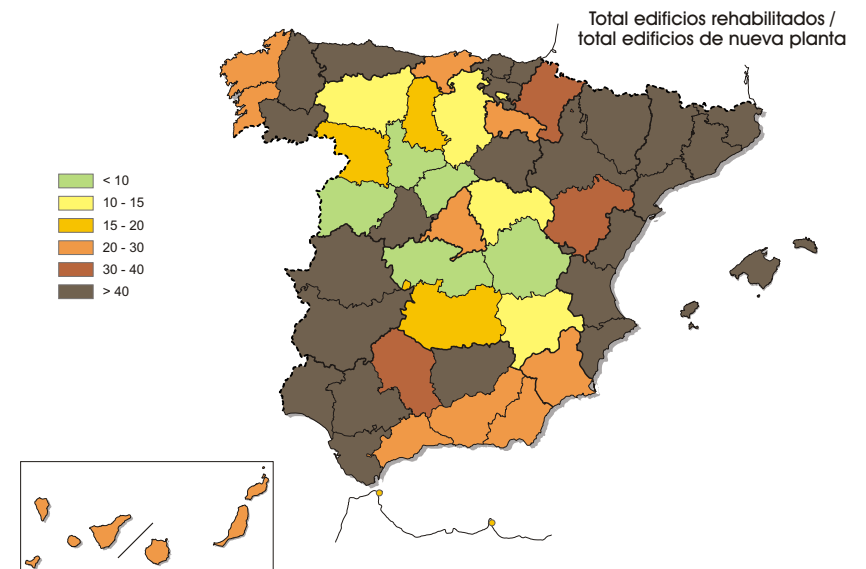 Total edificios rehabilitados /
total edificios de nueva planta
< 10
10 - 15
15 - 20
20 - 30
30 - 40
> 40